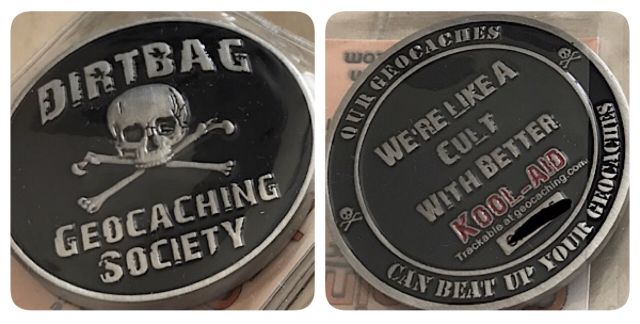 DIRTBAG
GEOCACHING
SOCIETY
OUR GEOCACHES
WE'RE LIKE A
CULT
WITH BETTER
KOOL-AID
Trackable at geocaching.com
CAN BEAT UP YOUR GEOCACHES